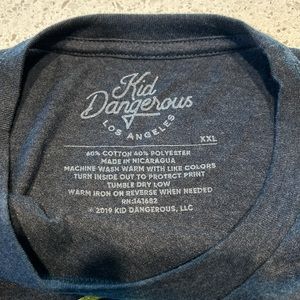 Kid
Dangerous
LOS ANGELES
XXL
60% COTTON 40% POLYESTER
MADE IN NICARAGUA
MACHINE WASH WARM WITH LIKE COLORS
TURN INSIDE OUT TO PROTECT PRINT
TUMBLE DRY LOW
WARM IRON ON REVERSE WHEN NEEDED
RN:141682
© 2019 KID DANGEROUS, LLC